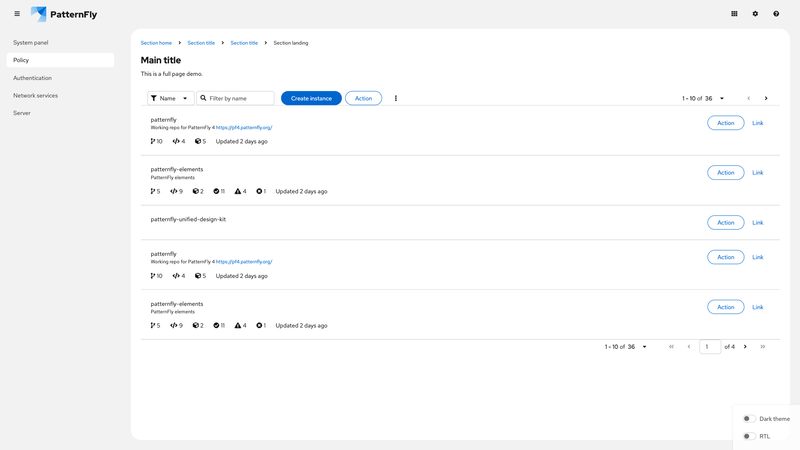 PatternFly
System panel
Policy
Authentication
Network services
Server
Section home
Section title
Section title
Section landing
Main title
This is a full page demo.
Name
Filter by name
Create instance
Action
1 - 10 of 36
patternfly
Working repo for PatternFly 4 https://pf4.patternfly.org/
10 4 5 Updated 2 days ago
Action Link
patternfly-elements
PatternFly elements
5 9 2 11 4 1 Updated 2 days ago
Action Link
patternfly-unified-design-kit
Action Link
patternfly
Working repo for PatternFly 4 https://pf4.patternfly.org/
10 4 5 Updated 2 days ago
Action Link
patternfly-elements
PatternFly elements
5 9 2 11 4 1 Updated 2 days ago
Action Link
1 - 10 of 36
1 of 4
Dark theme
RTL